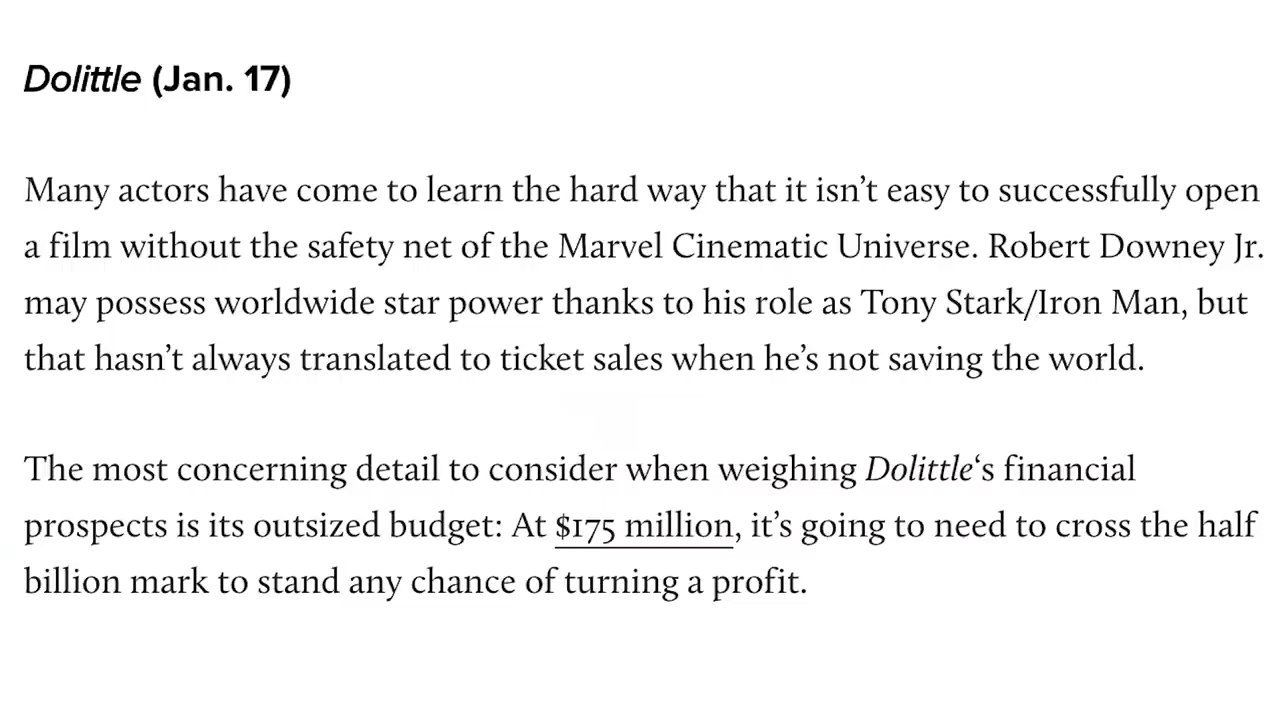 Dolittle (Jan. 17)
Many actors have come to learn the hard way that it isn’t easy to successfully open
a film without the safety net of the Marvel Cinematic Universe. Robert Downey Jr.
may possess worldwide star power thanks to his role as Tony Stark/Iron Man, but
that hasn’t always translated to ticket sales when he’s not saving the world.
The most concerning detail to consider when weighing Dolittle‘s financial
prospects is its outsized budget: At $175 million, it’s going to need to cross the half
billion mark to stand any chance of turning a profit.